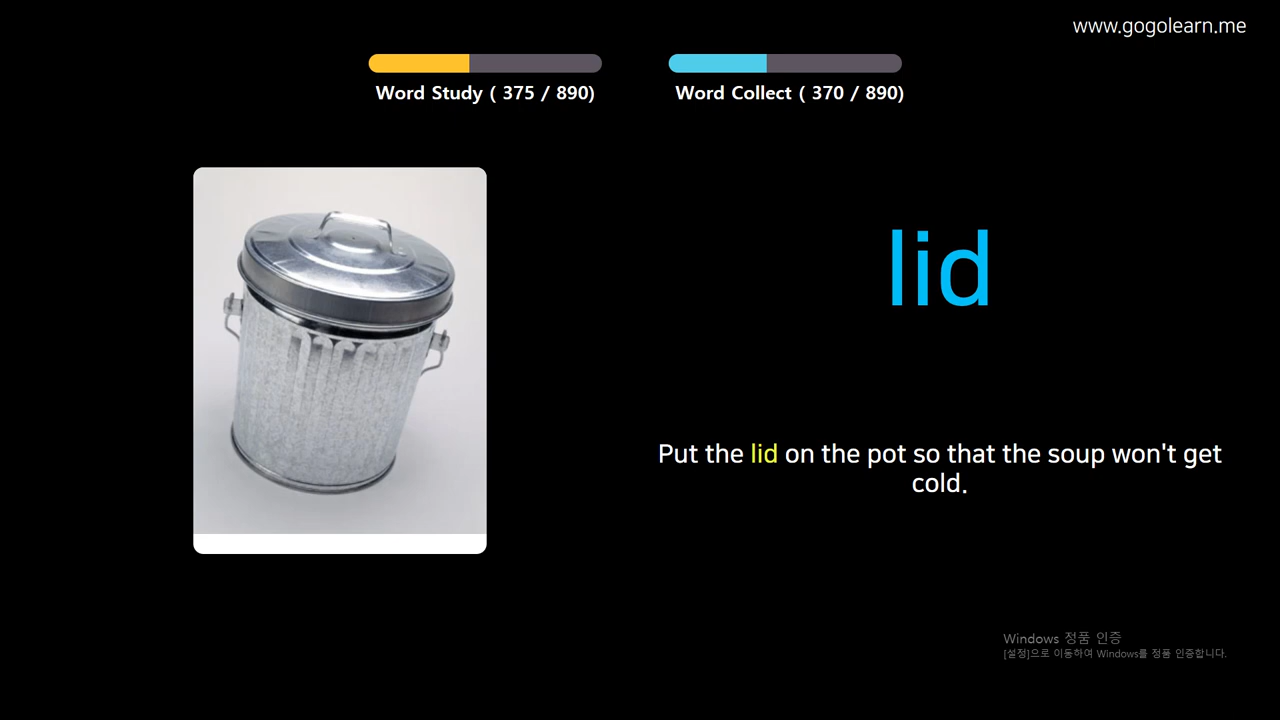 www.gogolearn.me
Word Study ( 375 / 890)
Word Collect ( 370 / 890)
lid
Put the lid on the pot so that the soup won't get
cold.
Windows 정품 인증
[설정]으로 이동하여 Windows를 정품 인증합니다.